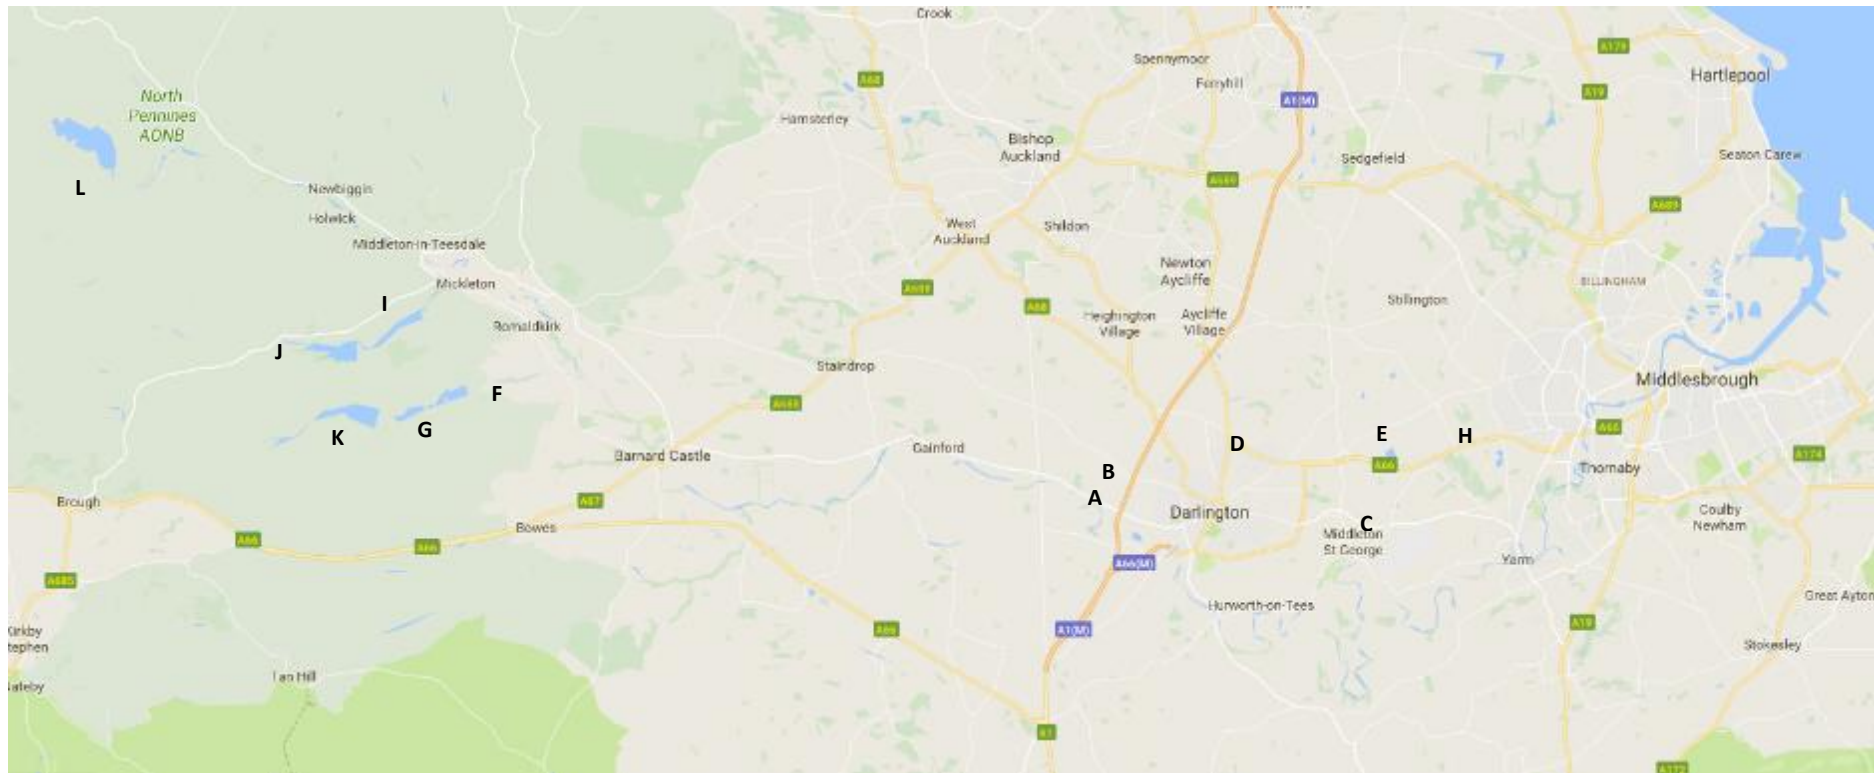 Crook
A179
Spennymoor
A68
Hartlepool
Ferryhill
A19
North
Pennines
AONB
A1(M)
Hamsterley
Bishop
Auckland
Seaton Carew
Sedgefield
A689
L
Newbiggin
A689
Holwick
West
Auckland
Shildon
Middleton-in-Teesdale
Newton
Aycliffe
Mickleton
BILLINGHAM
A688
Stillington
I
A68
Heighington
Village
Aycliffe
Village
Romaldkirk
J
Staindrop
Middlesbrough
F
A688
K
G
A66
E
H
D
Gainford
Barnard Castle
A174
A66
Thornaby
B
A
Brough
A67
Darlington
Coulby
Newham
C
Bowes
Middleton
St George
A66
A66
Yarm
A66(M)
A685
Great Ayton
Hurworth-on-Tees
A19
A66
A1(M)
Kirkby
Stephen
Stokesley
Tan Hill
A1
A172